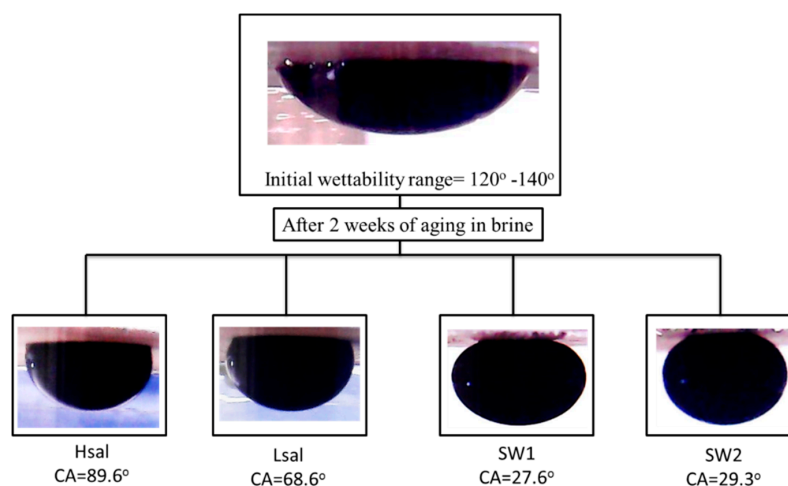 Initial wettability range= 120° -140°
After 2 weeks of aging in brine
Hsal
CA=89.6°
Lsal
CA=68.6°
SW1
CA=27.6°
SW2
CA=29.3°